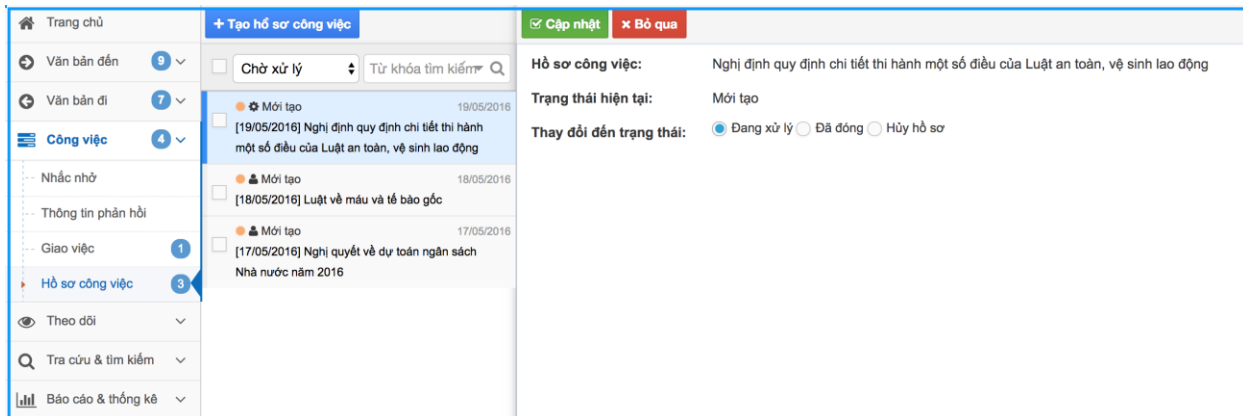 Trang chủ
Văn bản đến 9
Văn bản đi 7
Công việc 4
Nhắc nhở
Thông tin phản hồi
Giao việc 1
Hồ sơ công việc 3
Theo dõi
Tra cứu & tìm kiếm
Báo cáo & thống kê
+ Tạo hồ sơ công việc
Chờ xử lý Từ khóa tìm kiếm
Mới tạo 19/05/2016
[19/05/2016] Nghị định quy định chi tiết thi hành
một số điều của Luật an toàn, vệ sinh lao động
Mới tạo 18/05/2016
[18/05/2016] Luật về máu và tế bào gốc
Mới tạo 17/05/2016
[17/05/2016] Nghị quyết về dự toán ngân sách
Nhà nước năm 2016
Cập nhật Bỏ qua
Hồ sơ công việc: Nghị định quy định chi tiết thi hành một số điều của Luật an toàn, vệ sinh lao động
Trạng thái hiện tại: Mới tạo
Thay đổi đến trạng thái: Đang xử lý Đã đóng Hủy hồ sơ